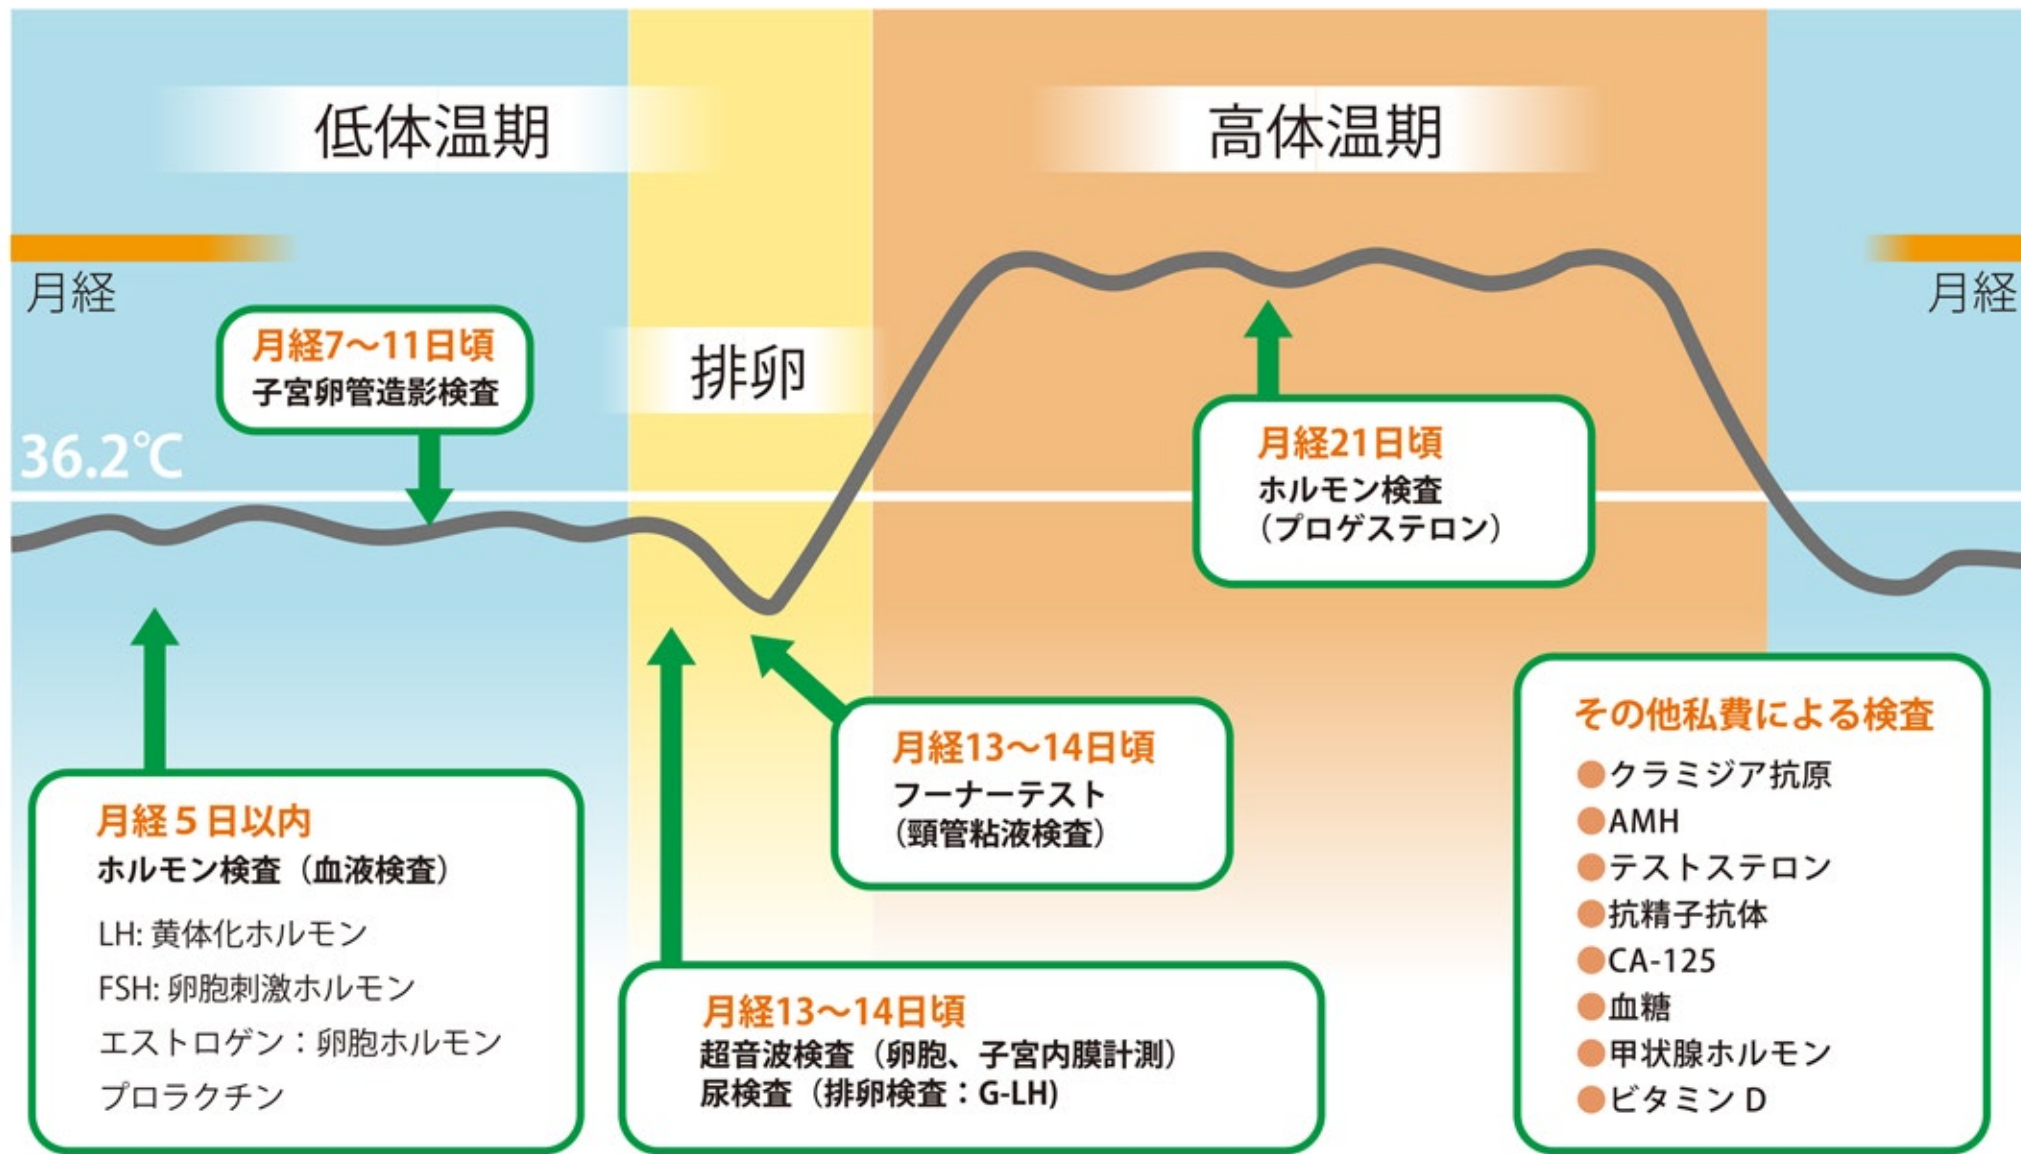 低体温期
高体温期
月経
月経
月経7〜11日頃
子宮卵管造影検査
排卵
36.2℃
月経21日頃
ホルモン検査
（プロゲステロン）
月経５日以内
ホルモン検査（血液検査）
LH: 黄体化ホルモン
FSH: 卵胞刺激ホルモン
エストロゲン：卵胞ホルモン
プロラクチン
月経13〜14日頃
フーナーテスト
（頸管粘液検査）
月経13〜14日頃
超音波検査（卵胞、子宮内膜計測）
尿検査（排卵検査：G-LH)
その他私費による検査
●クラミジア抗原
●AMH
●テストステロン
●抗精子抗体
●CA-125
●血糖
●甲状腺ホルモン
●ビタミン D